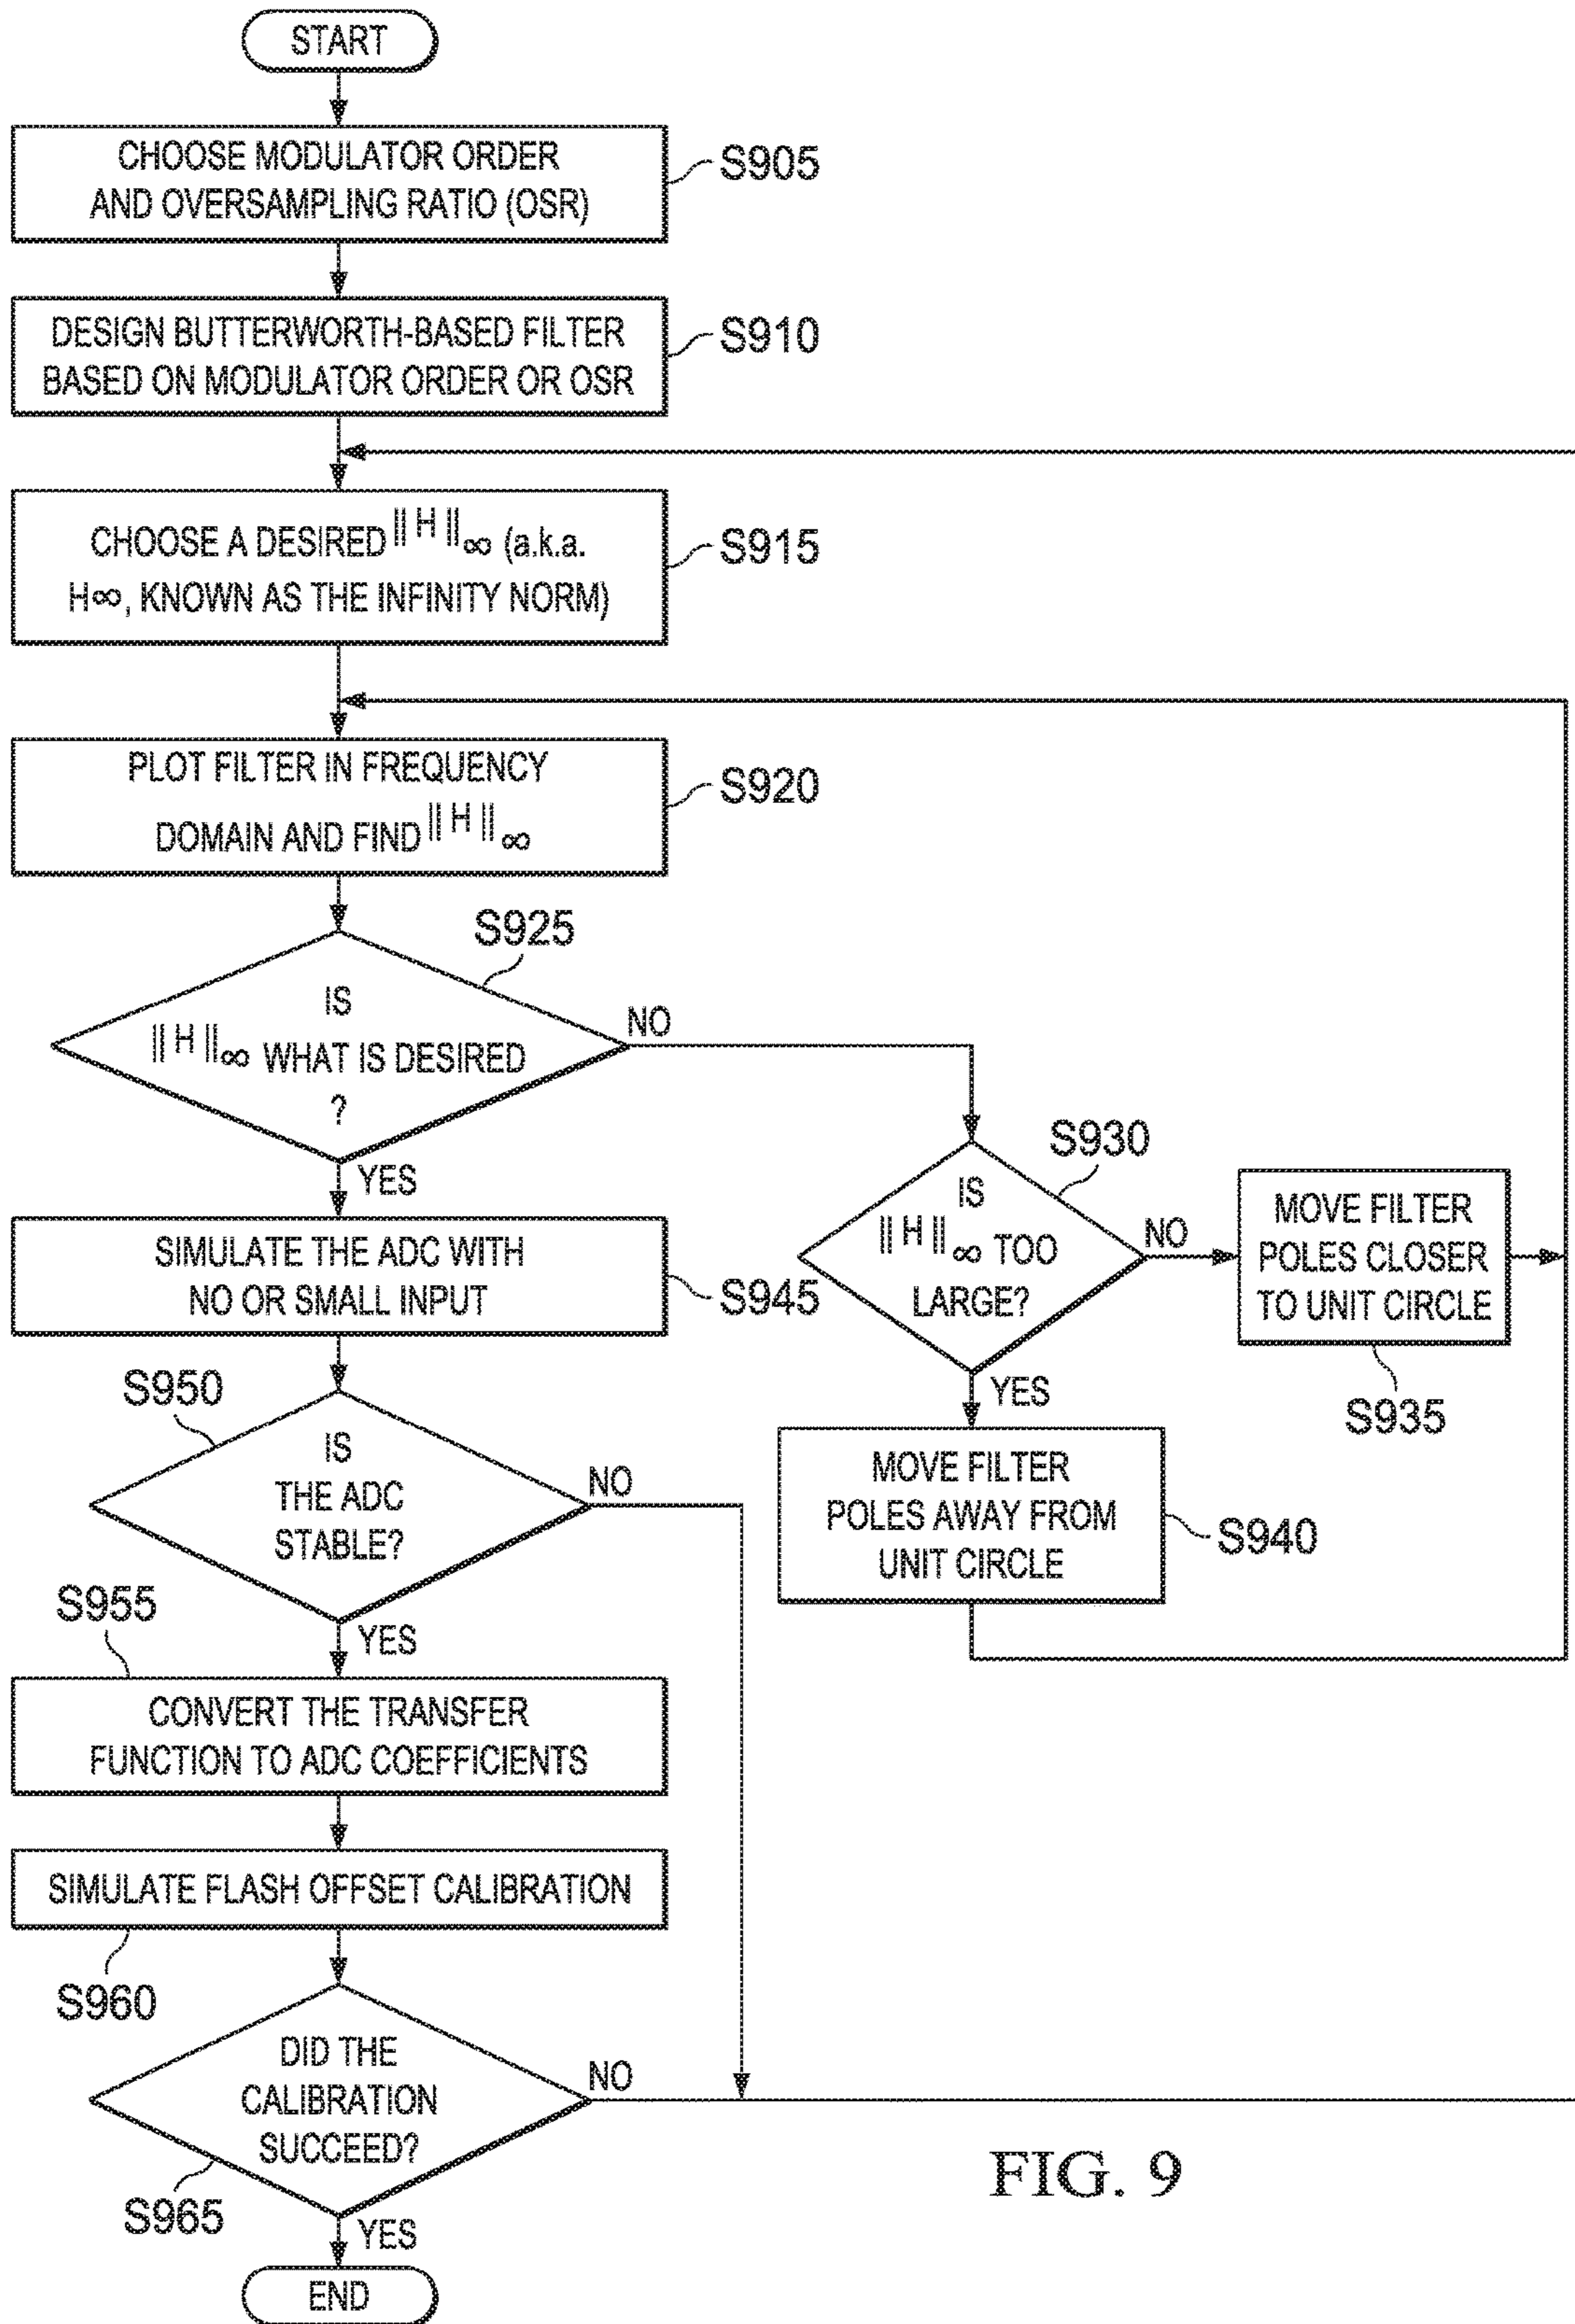 START
CHOOSE MODULATOR ORDER
AND OVERSAMPLING RATIO (OSR)
S905
DESIGN BUTTERWORTH-BASED FILTER
BASED ON MODULATOR ORDER OR OSR
S910
CHOOSE A DESIRED || H ||∞ (a.k.a.
H∞, KNOWN AS THE INFINITY NORM)
S915
PLOT FILTER IN FREQUENCY
DOMAIN AND FIND || H ||∞
S920
S925
IS
|| H ||∞ WHAT IS DESIRED
?
NO
YES
S930
IS
|| H ||∞ TOO
LARGE?
NO
YES
MOVE FILTER
POLES CLOSER
TO UNIT CIRCLE
S935
MOVE FILTER
POLES AWAY FROM
UNIT CIRCLE
S940
SIMULATE THE ADC WITH
NO OR SMALL INPUT
S945
S950
IS
THE ADC
STABLE?
NO
YES
S955
CONVERT THE TRANSFER
FUNCTION TO ADC COEFFICIENTS
SIMULATE FLASH OFFSET CALIBRATION
S960
DID THE
CALIBRATION
SUCCEED?
NO
S965
YES
END
FIG. 9